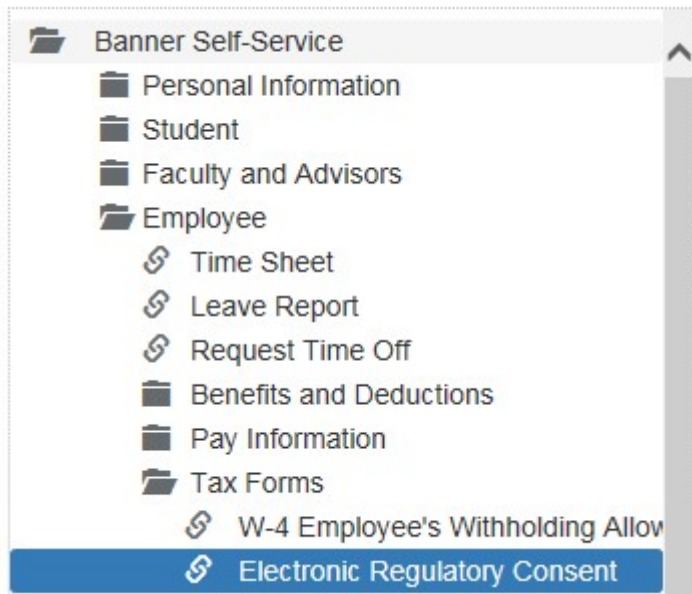 Banner Self-Service
Personal Information
Student
Faculty and Advisors
Employee
Time Sheet
Leave Report
Request Time Off
Benefits and Deductions
Pay Information
Tax Forms
W-4 Employee's Withholding Allow
Electronic Regulatory Consent